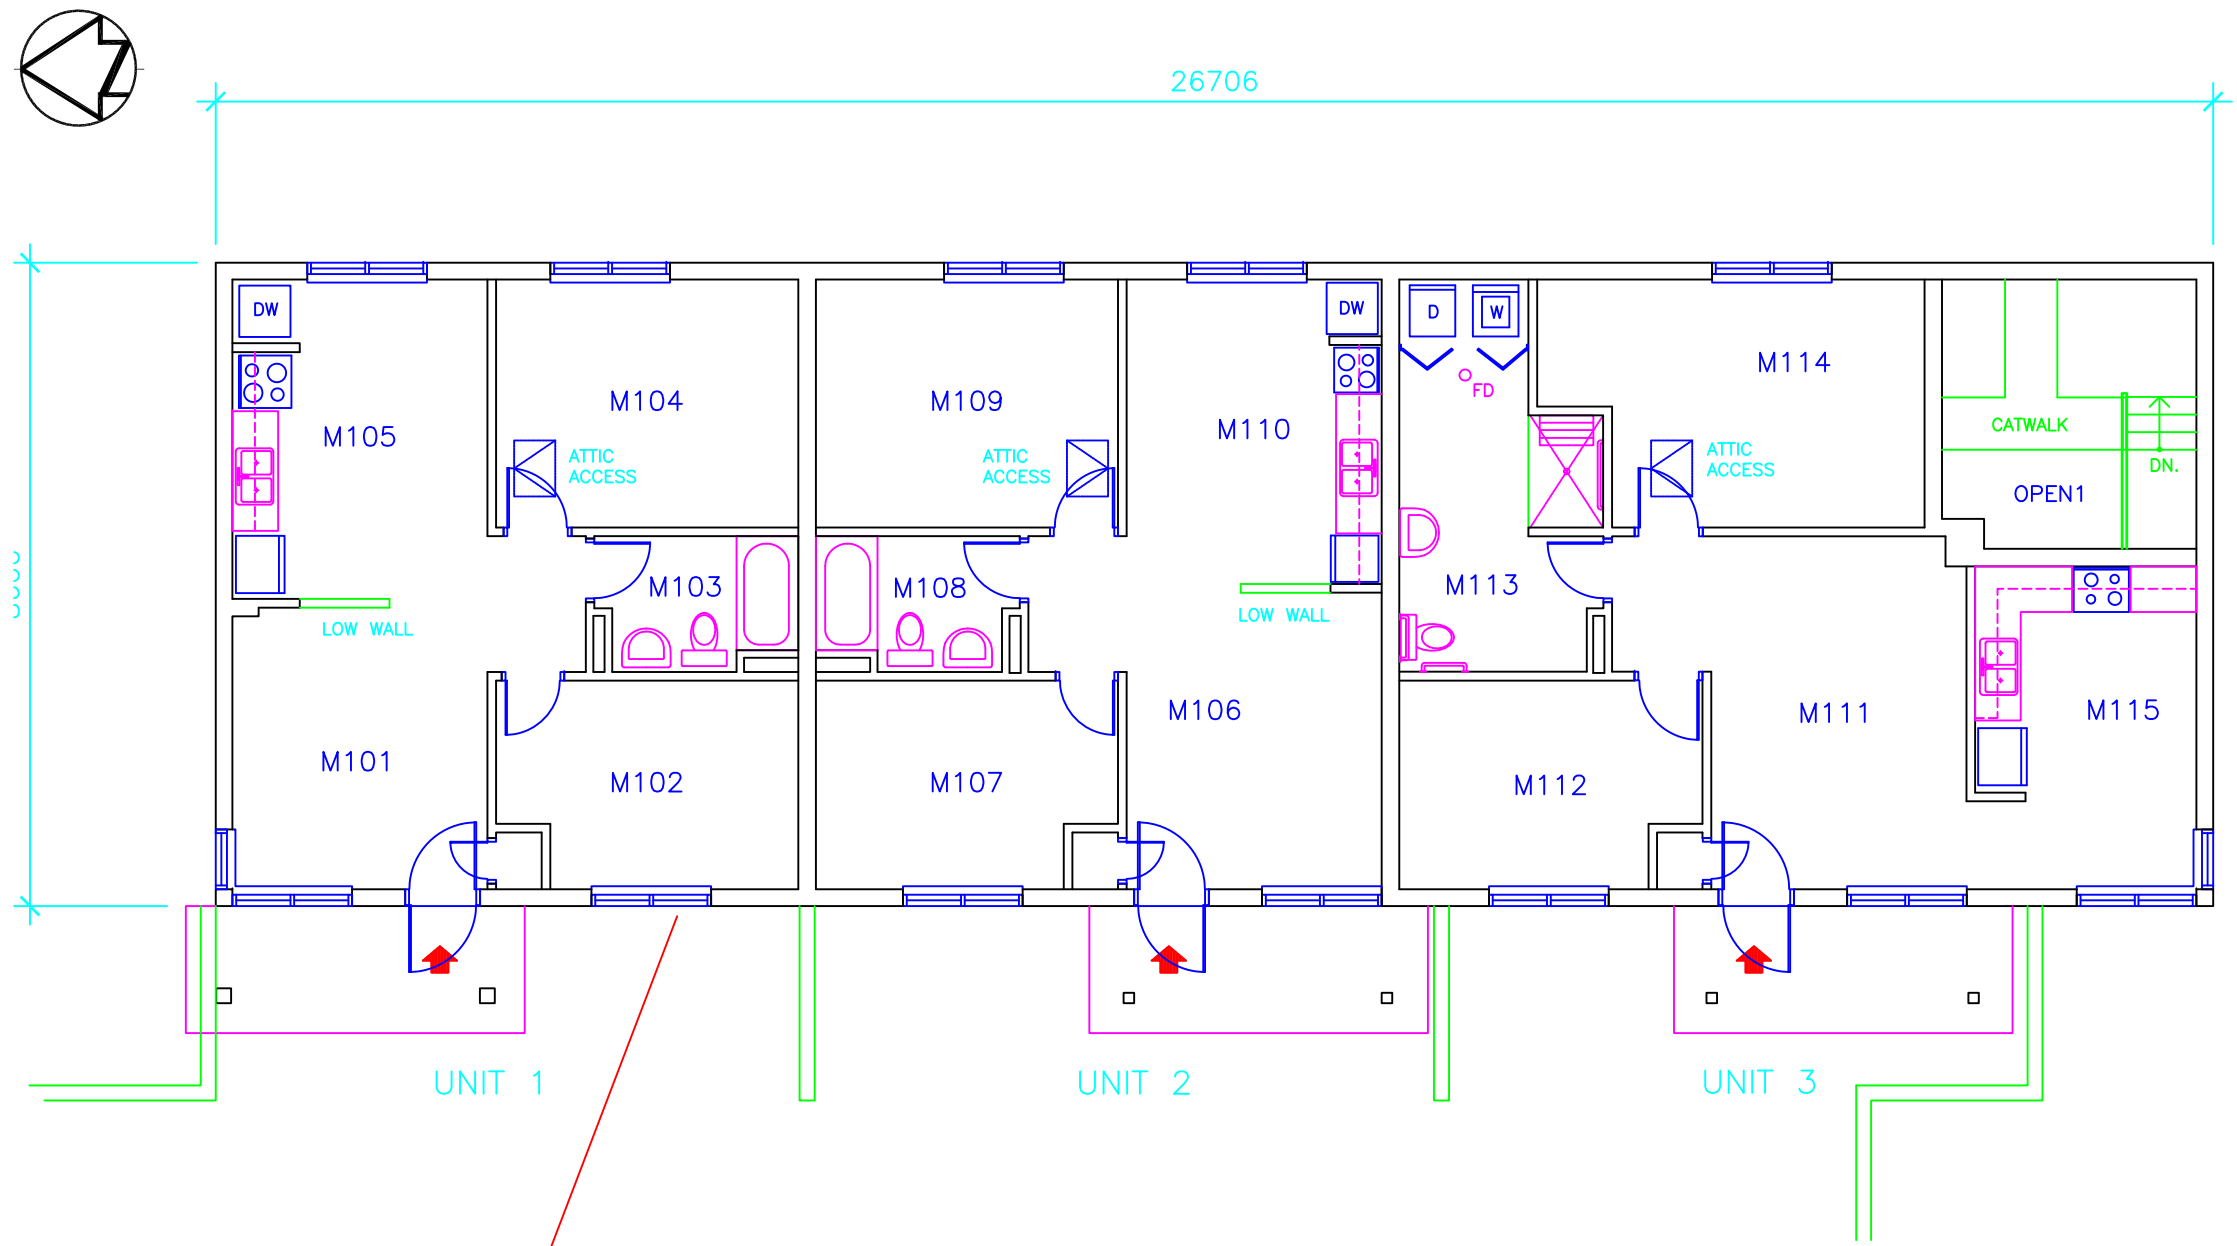 26706
DW
DW
D
W
FD
M114
M104
M109
M105
M110
CATWALK
ATTIC
ACCESS
ATTIC
ACCESS
ATTIC
ACCESS
DN.
OPEN1
M103
M108
M113
LOW WALL
LOW WALL
M106
M111
M115
M101
M102
M107
M112
UNIT 1
UNIT 2
UNIT 3